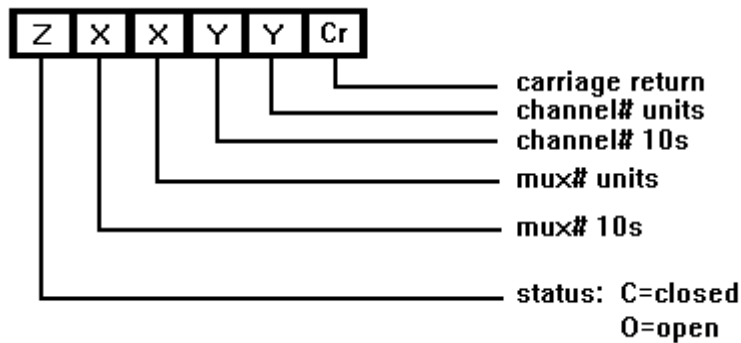 Z X X Y Y Cr
carriage return
channel# units
channel# 10s
mux# units
mux# 10s
status: C=closed
O=open